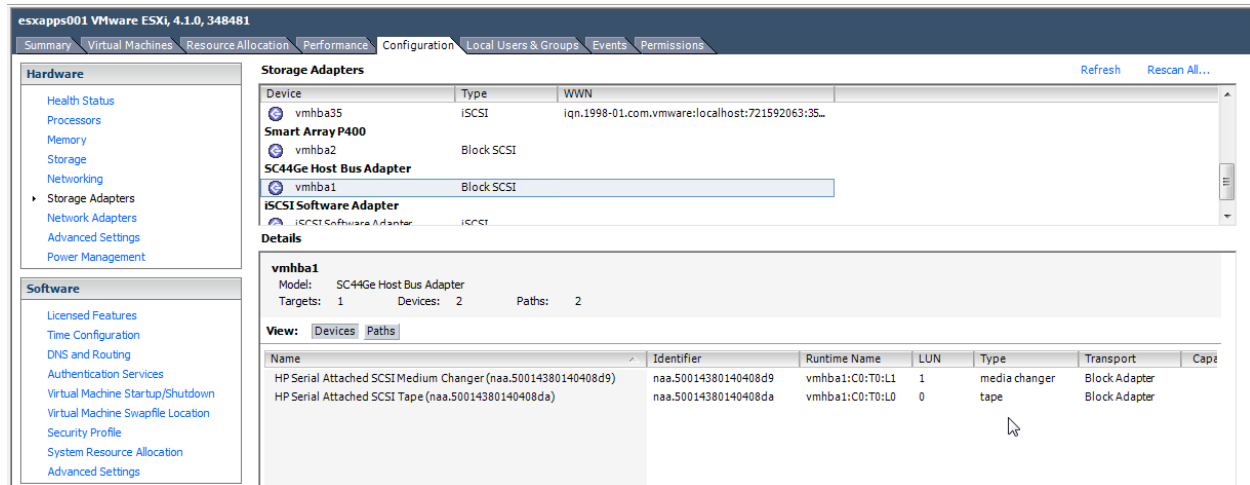 esxapps001 VMware ESXi, 4.1.0, 348481
Summary Virtual Machines Resource Allocation Performance Configuration Local Users & Groups Events Permissions
Hardware
Health Status
Processors
Memory
Storage
Networking
Storage Adapters
Network Adapters
Advanced Settings
Power Management
Software
Licensed Features
Time Configuration
DNS and Routing
Authentication Services
Virtual Machine Startup/Shutdown
Virtual Machine Swapfile Location
Security Profile
System Resource Allocation
Advanced Settings
Storage Adapters Refresh Rescan All...
Device Type WWN
vmhba35 iSCSI iqn.1998-01.com.vmware:localhost:721592063:35...
Smart Array P400
vmhba2 Block SCSI
SC44Ge Host Bus Adapter
vmhba1 Block SCSI
iSCSI Software Adapter
iSCSI Software Adapter iSCSI
Details
vmhba1
Model: SC44Ge Host Bus Adapter
Targets: 1 Devices: 2 Paths: 2
View: Devices Paths
Name Identifier Runtime Name LUN Type Transport Capa
HP Serial Attached SCSI Medium Changer (naa.50014380140408d9) naa.50014380140408d9 vmhba1:C0:T0:L1 1 media changer Block Adapter
HP Serial Attached SCSI Tape (naa.50014380140408da) naa.50014380140408da vmhba1:C0:T0:L0 0 tape Block Adapter